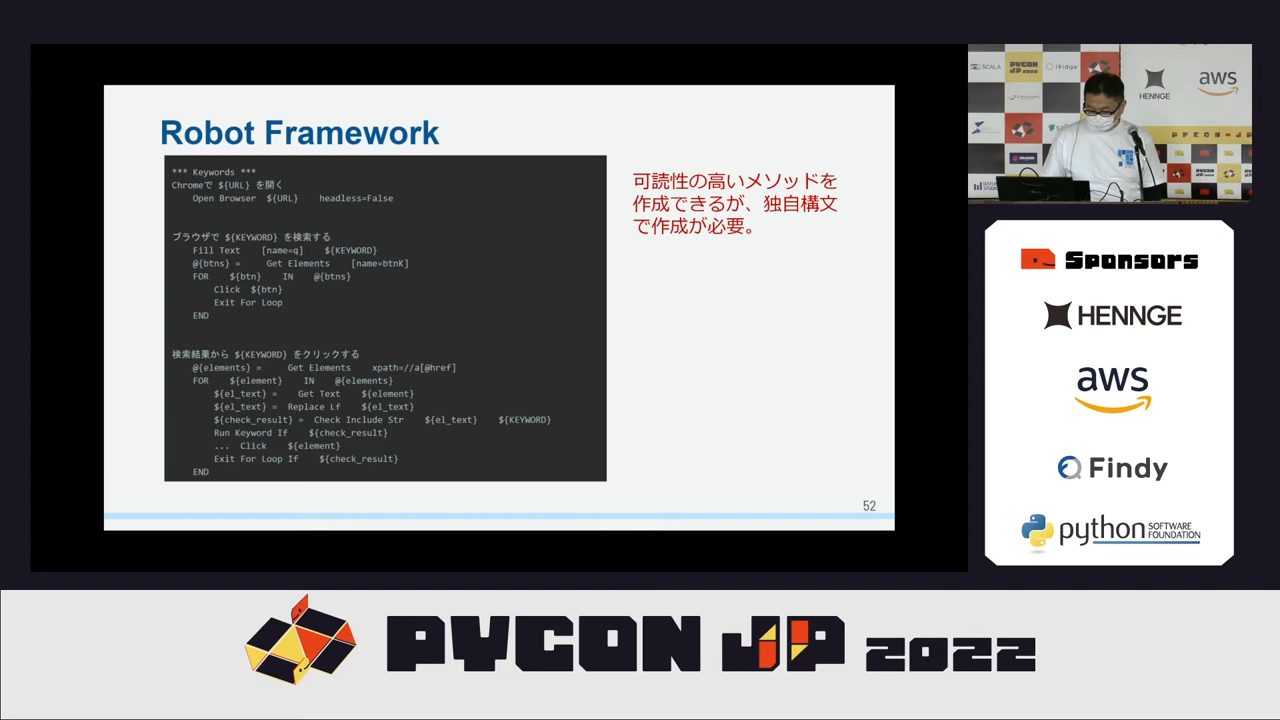 Robot Framework
*** Keywords ***
Chromeで ${URL} を開く
Open Browser ${URL} headless=False
ブラウザで ${KEYWORD} を検索する
Fill Text [name=q] ${KEYWORD}
@{btns} = Get Elements [name=btnK]
FOR ${btn} IN @{btns}
Click ${btn}
Exit For Loop
END
検索結果から ${KEYWORD} をクリックする
@{elements} = Get Elements xpath=//a[@href]
FOR ${element} IN @{elements}
${el_text} = Get Text ${element}
${el_text} = Replace Lf ${el_text}
${check_result} = Check Include Str ${el_text} ${KEYWORD}
Run Keyword If ${check_result}
... Click ${element}
Exit For Loop If ${check_result}
END
可読性の高いメソッドを
作成できるが、独自構文
で作成が必要。
52
SCALA
PYCON
JP 2022
iRidge
HENNGE
aws
Sponsors
HENNGE
aws
Findy
python SOFTWARE
FOUNDATION
PYCON JP 2022